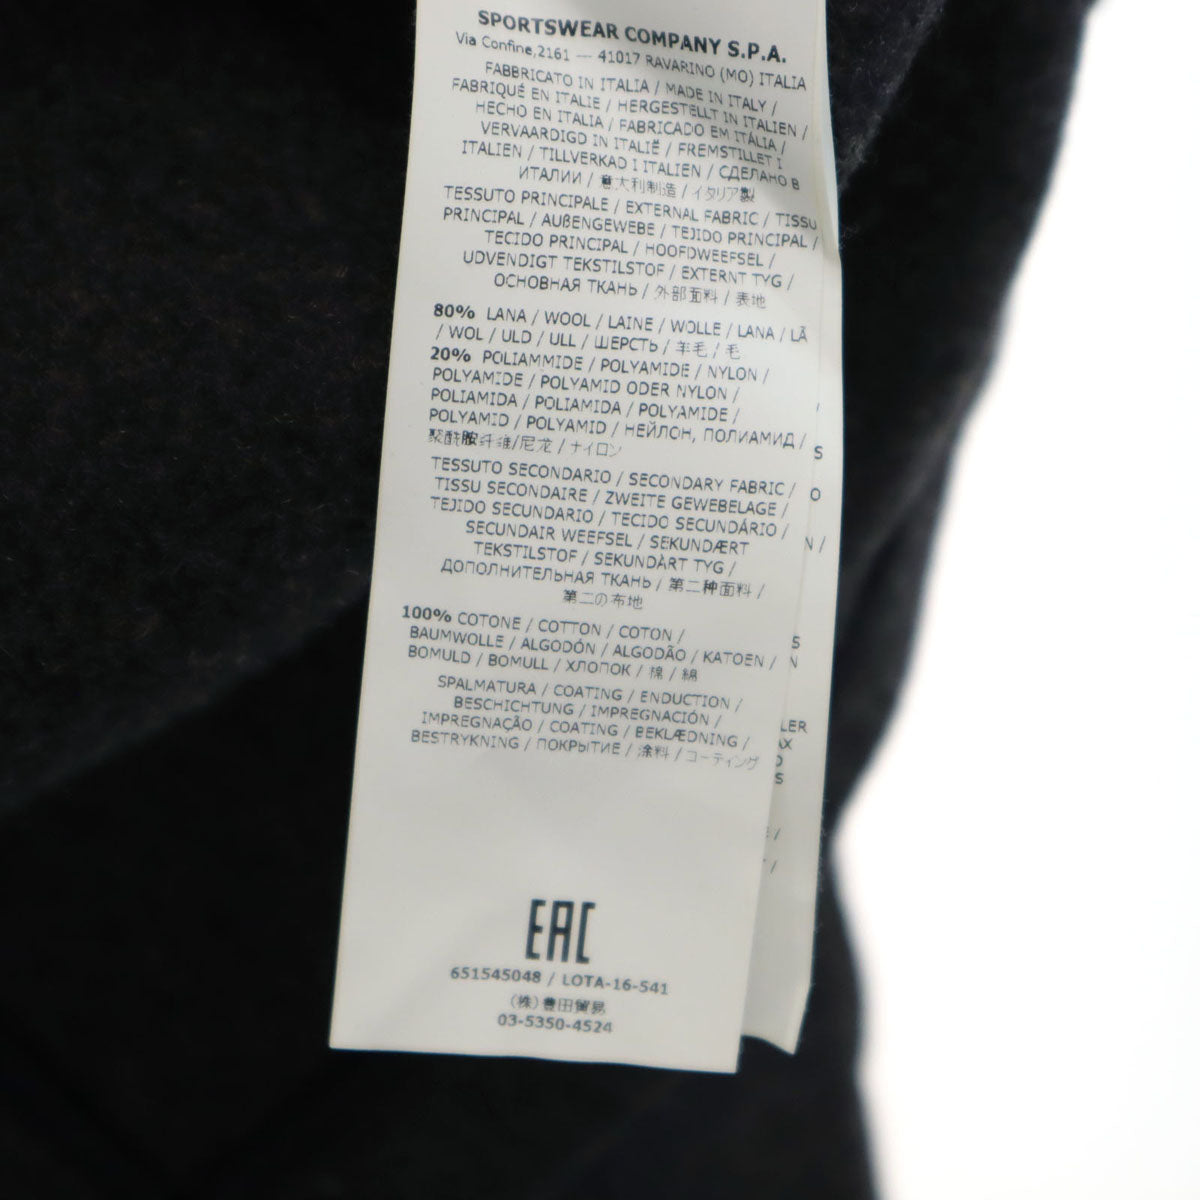 SPORTSWEAR COMPANY S.P.A.
Via Confine,2161 — 41017 RAVARINO (MO) ITALIA
FABBRICATO IN ITALIA / MADE IN ITALY /
FABRIQUÉ EN ITALIE / HERGESTELLT IN ITALIEN /
HECHO EN ITALIA / FABRICADO EM ITÁLIA /
VERVAARDIGD IN ITALIË / FREMSTILLET I
ITALIEN / TILLVERKAD I ITALIEN / СДЕЛАНО В
ИТАЛИИ / 意大利制造 / イタリア製
TESSUTO PRINCIPALE / EXTERNAL FABRIC / TISSU
PRINCIPAL / AUßENGEWEBE / TEJIDO PRINCIPAL /
TECIDO PRINCIPAL / HOOFDWEEFSEL /
UDVENDIGT TEKSTILSTOF / EXTERNT TYG /
ОСНОВНАЯ ТКАНЬ / 外部面料 / 表地
80% LANA / WOOL / LAINE / WOLLE / LANA / LÃ
/ WOL / ULD / ULL / ШЕРСТЬ / 羊毛 / 毛
20% POLIAMMIDE / POLYAMIDE / NYLON /
POLYAMIDE / POLYAMID ODER NYLON /
POLIAMIDA / POLIAMIDA / POLYAMIDE /
POLYAMID / POLYAMID / НЕЙЛОН, ПОЛИАМИД /
聚酰胺纤维/尼龙 / ナイロン
TESSUTO SECONDARIO / SECONDARY FABRIC /
TISSU SECONDAIRE / ZWEITE GEWEBELAGE /
TEJIDO SECUNDARIO / TECIDO SECUNDÁRIO /
SECUNDAIR WEEFSEL / SEKUNDÆRT
TEKSTILSTOF / SEKUNDÄRT TYG /
ДОПОЛНИТЕЛЬНАЯ ТКАНЬ / 第二种面料 /
第二の布地
100% COTONE / COTTON / COTON /
BAUMWOLLE / ALGODÓN / ALGODÃO / KATOEN /
BOMULD / BOMULL / ХЛОПОК / 棉 / 綿
SPALMATURA / COATING / ENDUCTION /
BESCHICHTUNG / IMPREGNACIÓN /
IMPREGNAÇÃO / COATING / BEKLÆDNING /
BESTRYKNING / ПОКРЫТИЕ / 涂料 / コーティング
EAC
651545048 / LOTA-16-541
(株)豊田貿易
03-5350-4524